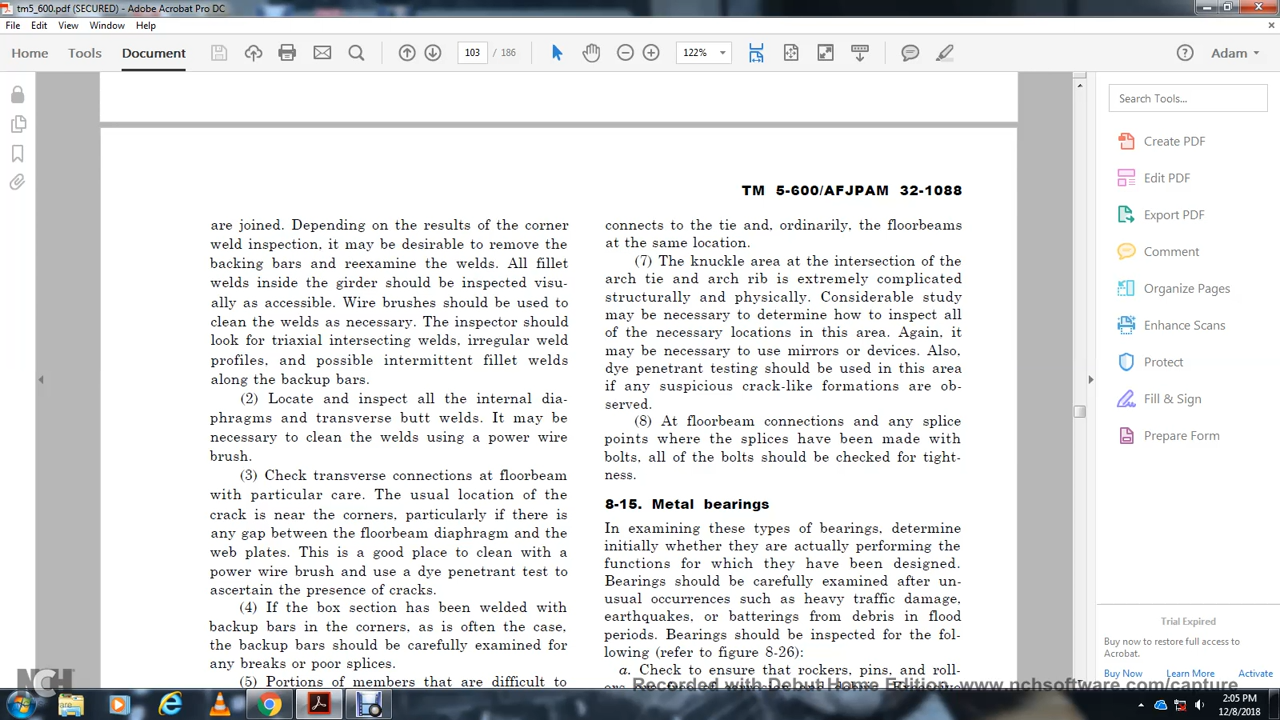 tm5_600.pdf (SECURED) - Adobe Acrobat Pro DC
File Edit View Window Help
Home Tools Document 103 / 186 122% Adam
TM 5-600/AFJPAM 32-1088
are joined. Depending on the results of the corner
weld inspection, it may be desirable to remove the
backing bars and reexamine the welds. All fillet
welds inside the girder should be inspected visu-
ally as accessible. Wire brushes should be used to
clean the welds as necessary. The inspector should
look for triaxial intersecting welds, irregular weld
profiles, and possible intermittent fillet welds
along the backup bars.
(2) Locate and inspect all the internal dia-
phragms and transverse butt welds. It may be
necessary to clean the welds using a power wire
brush.
(3) Check transverse connections at floorbeam
with particular care. The usual location of the
crack is near the corners, particularly if there is
any gap between the floorbeam diaphragm and the
web plates. This is a good place to clean with a
power wire brush and use a dye penetrant test to
ascertain the presence of cracks.
(4) If the box section has been welded with
backup bars in the corners, as is often the case,
the backup bars should be carefully examined for
any breaks or poor splices.
(5) Portions of members that are difficult to
connects to the tie and, ordinarily, the floorbeams
at the same location.
(7) The knuckle area at the intersection of the
arch tie and arch rib is extremely complicated
structurally and physically. Considerable study
may be necessary to determine how to inspect all
of the necessary locations in this area. Again, it
may be necessary to use mirrors or devices. Also,
dye penetrant testing should be used in this area
if any suspicious crack-like formations are ob-
served.
(8) At floorbeam connections and any splice
points where the splices have been made with
bolts, all of the bolts should be checked for tight-
ness.
8-15. Metal bearings
In examining these types of bearings, determine
initially whether they are actually performing the
functions for which they have been designed.
Bearings should be carefully examined after un-
usual occurrences such as heavy traffic damage,
earthquakes, or batterings from debris in flood
periods. Bearings should be inspected for the fol-
lowing (refer to figure 8-26):
a. Check to ensure that rockers, pins, and roll-
Search Tools...
Create PDF
Edit PDF
Export PDF
Comment
Organize Pages
Enhance Scans
Protect
Fill & Sign
Prepare Form
Trial Expired
Buy now to restore full access to
Acrobat.
Buy Now Learn More Activate
NCH
Recorded with Debut Home Edition- www.nchsoftware.com/capture
2:05 PM
12/8/2018